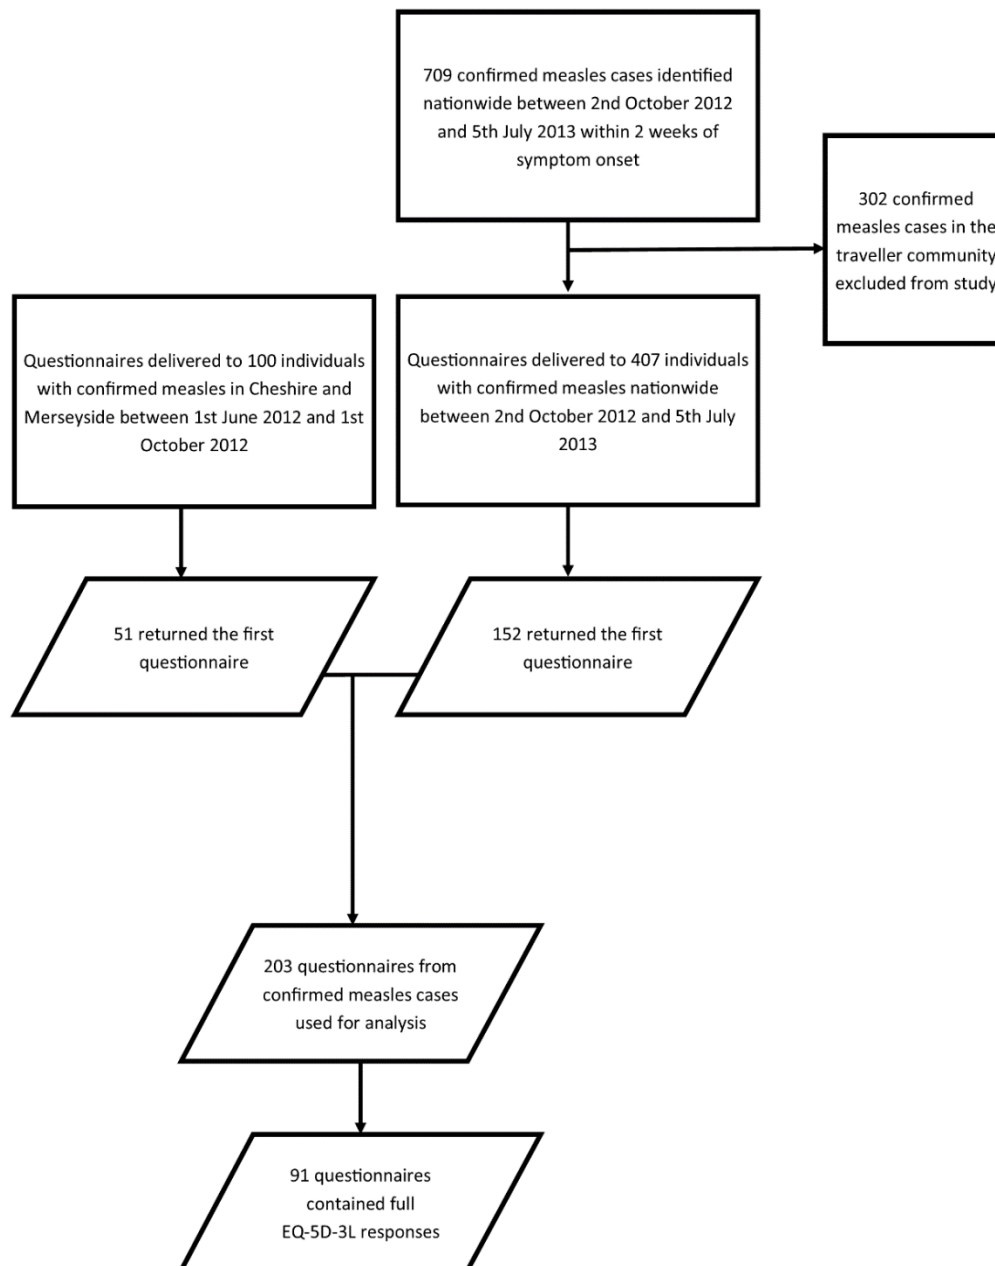 709 confirmed measles cases identified
nationwide between 2nd October 2012
and 5th July 2013 within 2 weeks of
symptom onset
302 confirmed
measles cases in the
traveller community
excluded from study
Questionnaires delivered to 100 individuals
with confirmed measles in Cheshire and
Merseyside between 1st June 2012 and 1st
October 2012
Questionnaires delivered to 407 individuals
with confirmed measles nationwide
between 2nd October 2012 and 5th July
2013
51 returned the first
questionnaire
152 returned the first
questionnaire
203 questionnaires from
confirmed measles cases
used for analysis
91 questionnaires
contained full
EQ-5D-3L responses